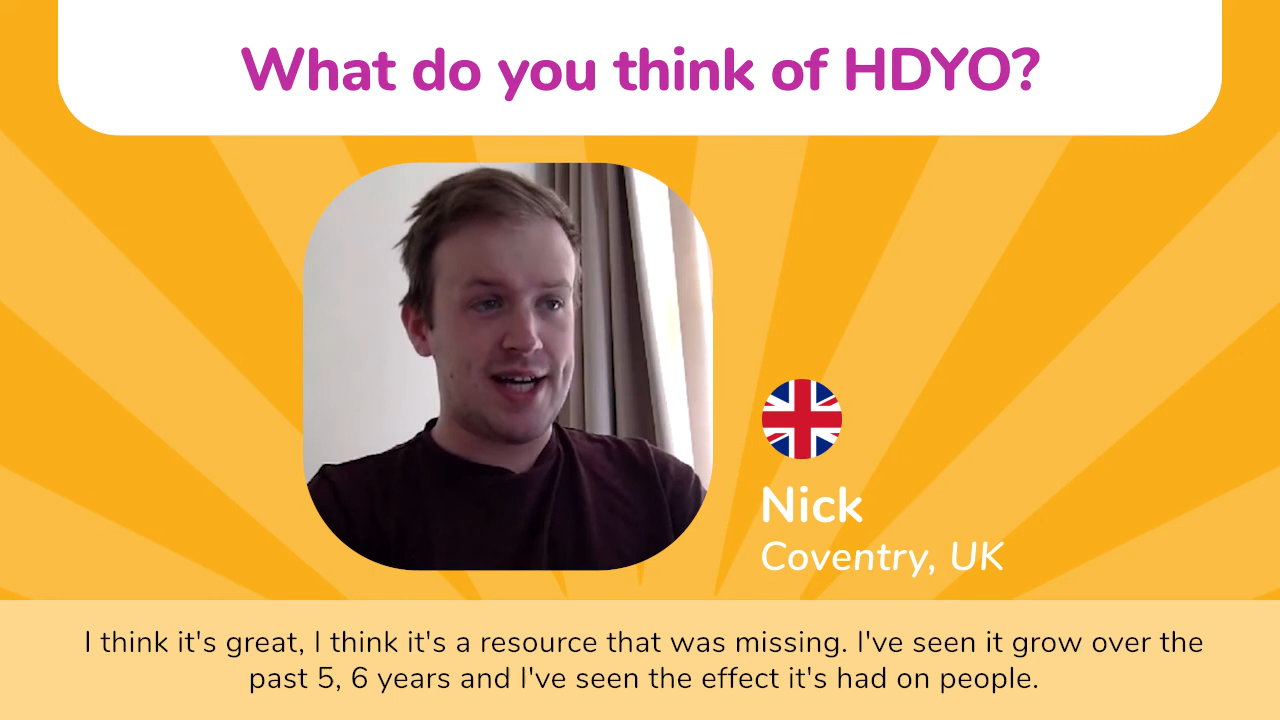 What do you think of HDYO?
Nick
Coventry, UK
I think it's great, I think it's a resource that was missing. I've seen it grow over the
past 5, 6 years and I've seen the effect it's had on people.